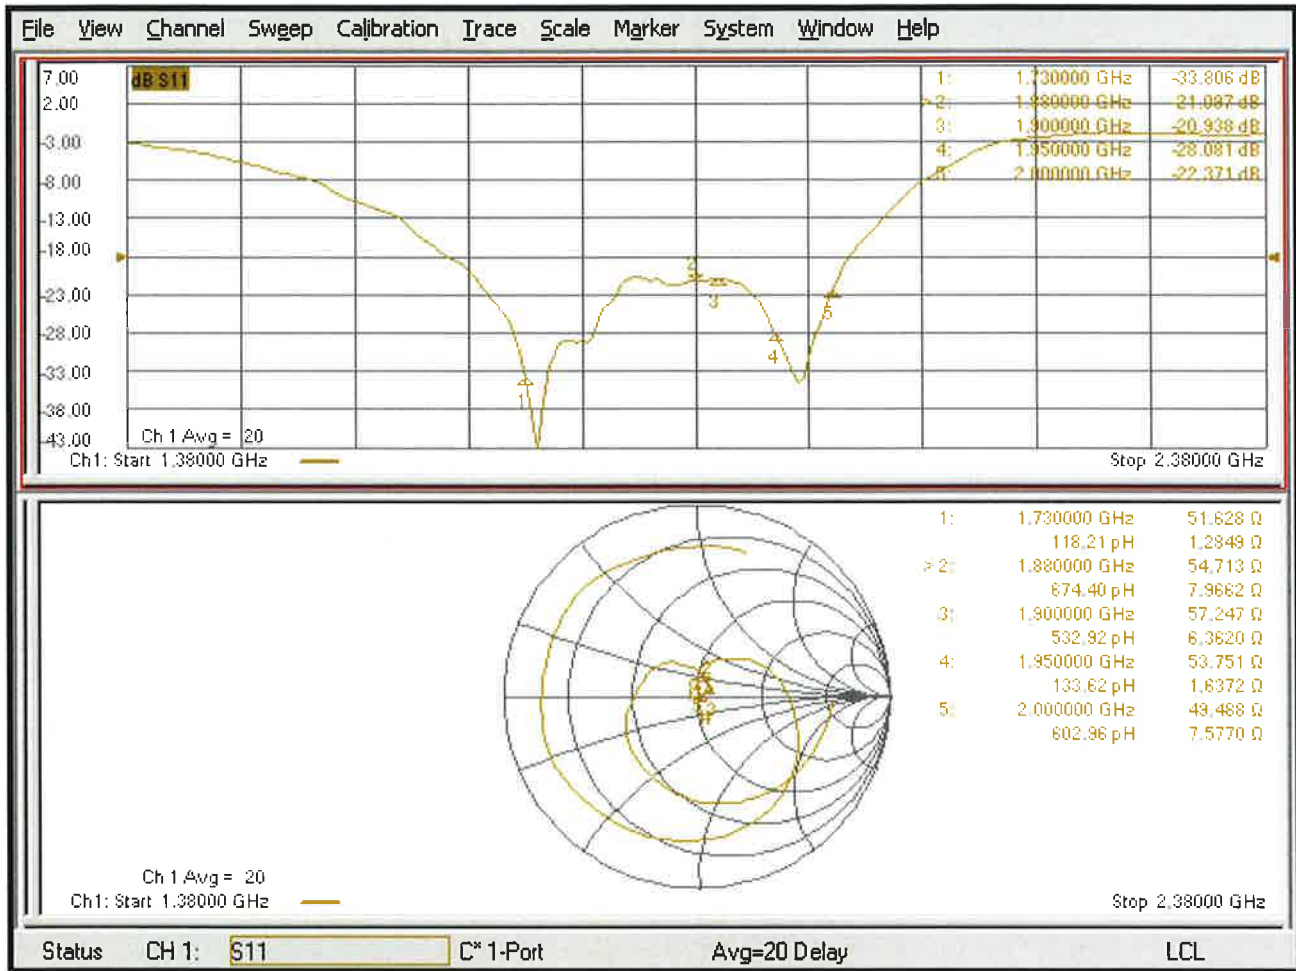 File View Channel Sweep Calibration Trace Scale Marker System Window Help
7.00
dB S11
1: 1.730000 GHz -33.806 dB
2.00
> 2: 1.880000 GHz -21.087 dB
3: 1.900000 GHz -20.938 dB
-3.00
4: 1.950000 GHz -28.081 dB
5: 2.000000 GHz -22.371 dB
-8.00
-13.00
-18.00
-23.00
-28.00
-33.00
-38.00
-43.00
2
3
5
4
1
Ch 1 Avg = 20
Ch1: Start 1.38000 GHz
Stop 2.38000 GHz
1: 1.730000 GHz 51.628 Ω
118.21 pH 1.2849 Ω
> 2: 1.880000 GHz 54.713 Ω
674.40 pH 7.9662 Ω
3: 1.900000 GHz 57.247 Ω
532.92 pH 6.3620 Ω
4: 1.950000 GHz 53.751 Ω
133.62 pH 1.6372 Ω
5: 2.000000 GHz 49.488 Ω
602.96 pH 7.5770 Ω
Ch 1 Avg = 20
Ch1: Start 1.38000 GHz
Stop 2.38000 GHz
Status CH 1: S11 C* 1-Port Avg=20 Delay LCL